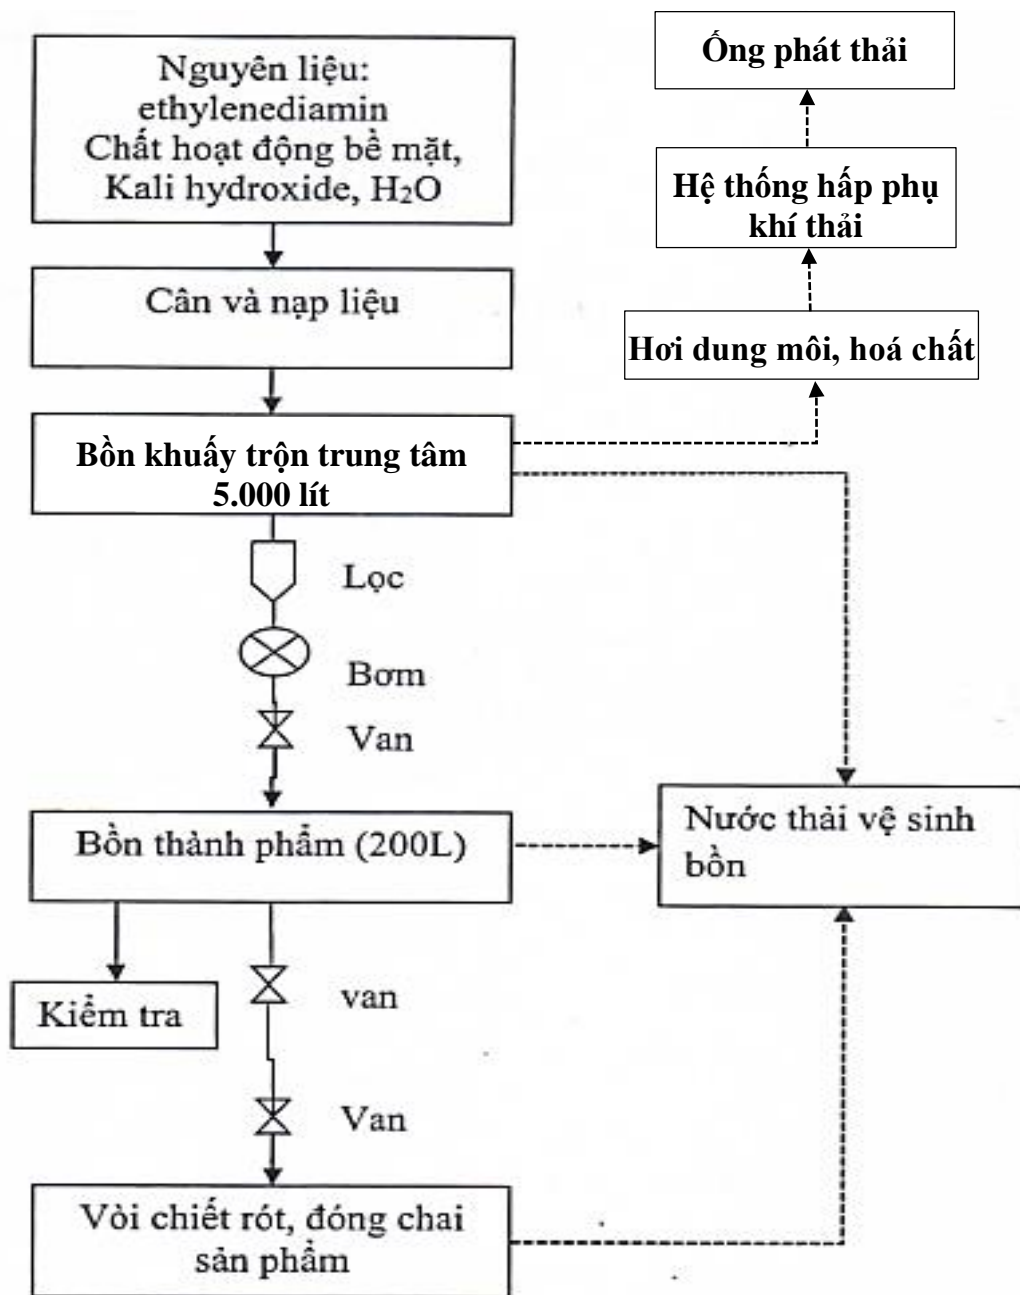 Nguyên liệu:
ethylenediamin
Chất hoạt động bề mặt,
Kali hydroxide, H₂O
Cân và nạp liệu
Bồn khuấy trộn trung tâm
5.000 lít
Lọc
Bơm
Van
Bồn thành phẩm (200L)
Kiểm tra
van
Van
Vòi chiết rót, đóng chai
sản phẩm
Ống phát thải
Hệ thống hấp phụ
khí thải
Hơi dung môi, hoá chất
Nước thải vệ sinh
bồn